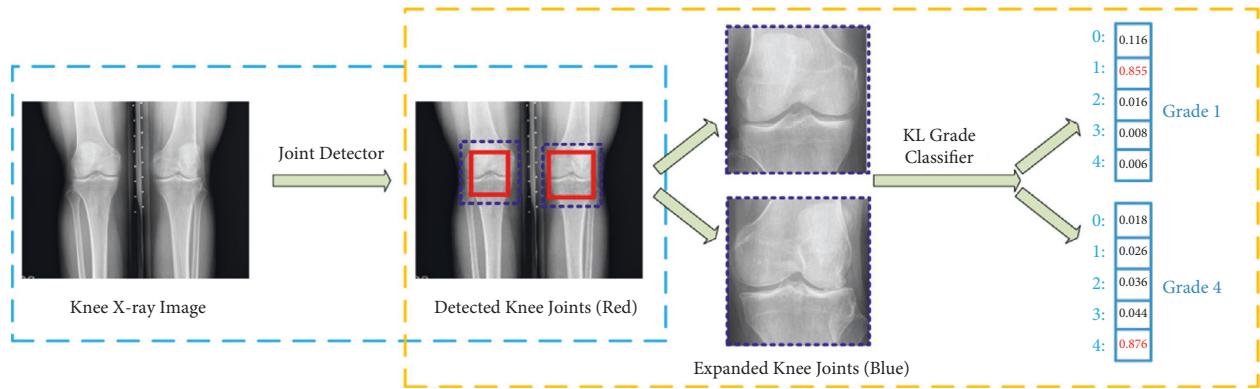 Knee X-ray Image
Joint Detector
Detected Knee Joints (Red)
Expanded Knee Joints (Blue)
KL Grade
Classifier
0: 0.116
1: 0.855
2: 0.016
3: 0.008
4: 0.006
Grade 1
0: 0.018
1: 0.026
2: 0.036
3: 0.044
4: 0.876
Grade 4